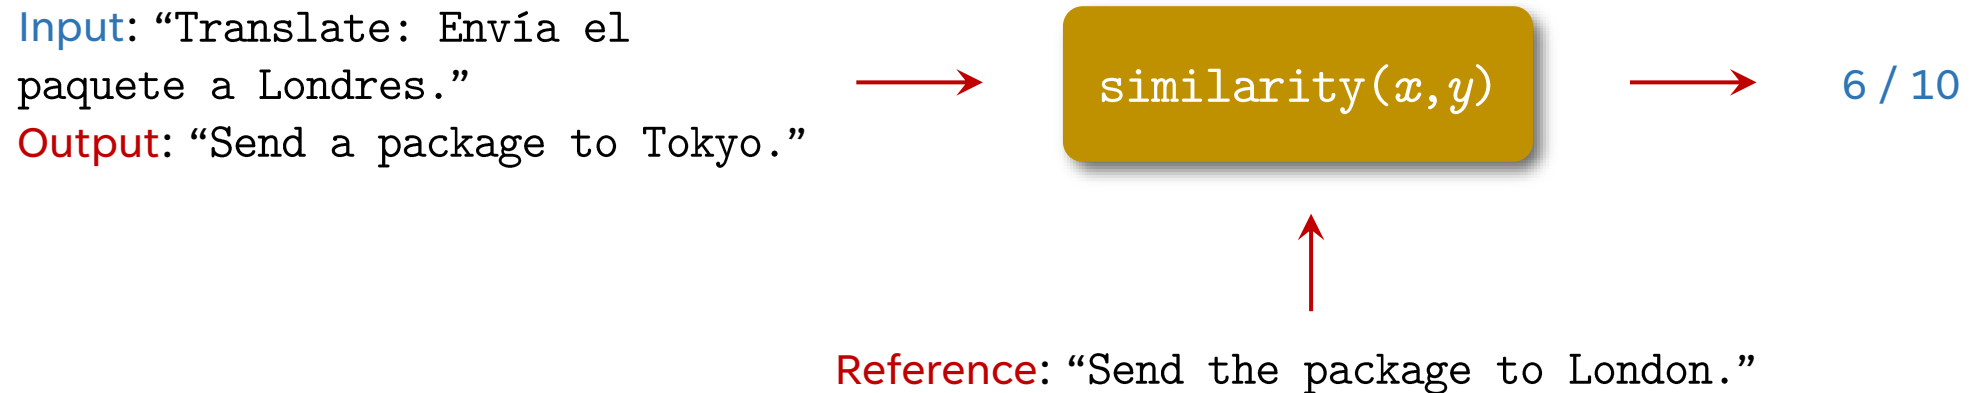 Input: “Translate: Envía el
paquete a Londres.”
Output: “Send a package to Tokyo.”
similarity(x,y)
6 / 10
Reference: “Send the package to London.”